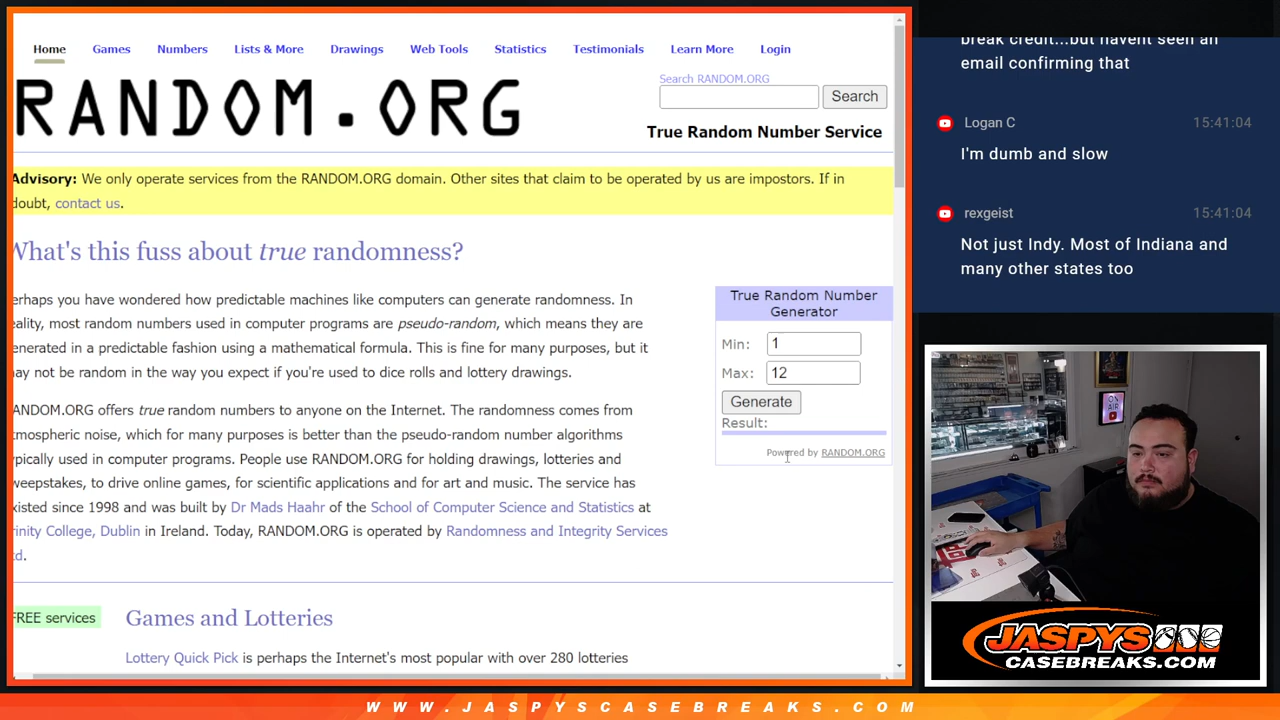 Home Games Numbers Lists & More Drawings Web Tools Statistics Testimonials Learn More Login
RANDOM.ORG
Search RANDOM.ORG
Search
True Random Number Service
Advisory: We only operate services from the RANDOM.ORG domain. Other sites that claim to be operated by us are impostors. If in
doubt, contact us.
What's this fuss about true randomness?
erhaps you have wondered how predictable machines like computers can generate randomness. In
eality, most random numbers used in computer programs are pseudo-random, which means they are
enerated in a predictable fashion using a mathematical formula. This is fine for many purposes, but it
ay not be random in the way you expect if you're used to dice rolls and lottery drawings.
ANDOM.ORG offers true random numbers to anyone on the Internet. The randomness comes from
tmospheric noise, which for many purposes is better than the pseudo-random number algorithms
ypically used in computer programs. People use RANDOM.ORG for holding drawings, lotteries and
weepstakes, to drive online games, for scientific applications and for art and music. The service has
xisted since 1998 and was built by Dr Mads Haahr of the School of Computer Science and Statistics at
rinity College, Dublin in Ireland. Today, RANDOM.ORG is operated by Randomness and Integrity Services
td.
True Random Number
Generator
Min: 1
Max: 12
Generate
Result:
Powered by RANDOM.ORG
FREE services
Games and Lotteries
Lottery Quick Pick is perhaps the Internet's most popular with over 280 lotteries
break credit...but havent seen an
email confirming that
Logan C 15:41:04
I'm dumb and slow
rexgeist 15:41:04
Not just Indy. Most of Indiana and
many other states too
ON
AIR
JASPYS
CASEBREAKS.COM
WWW.JASPYSCASEBREAKS.COM